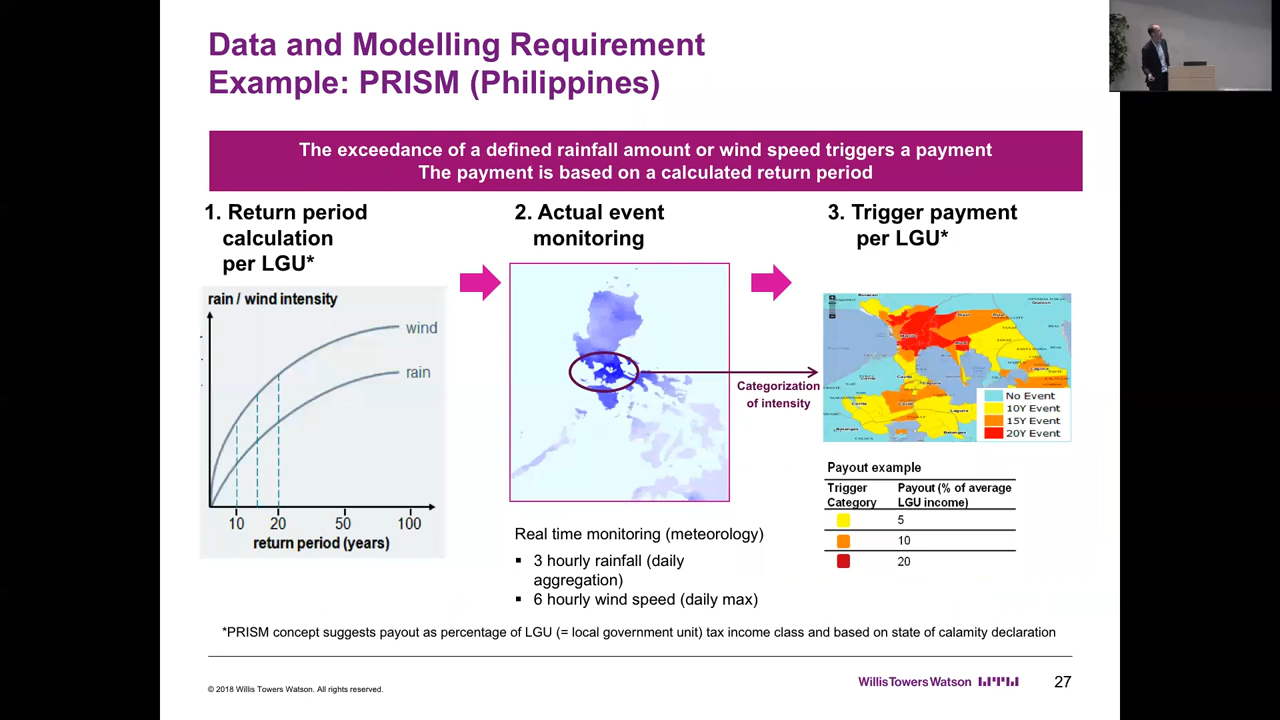 Data and Modelling Requirement
Example: PRISM (Philippines)
The exceedance of a defined rainfall amount or wind speed triggers a payment
The payment is based on a calculated return period
1. Return period
calculation
per LGU*
rain / wind intensity
wind
rain
10 20 50 100
return period (years)
2. Actual event
monitoring
Categorization
of intensity
Real time monitoring (meteorology)
▪ 3 hourly rainfall (daily
aggregation)
▪ 6 hourly wind speed (daily max)
3. Trigger payment
per LGU*
No Event
10Y Event
15Y Event
20Y Event
Payout example
Trigger Category
Payout (% of average LGU income)
5
10
20
*PRISM concept suggests payout as percentage of LGU (= local government unit) tax income class and based on state of calamity declaration
© 2018 Willis Towers Watson. All rights reserved.
WillisTowersWatson
27